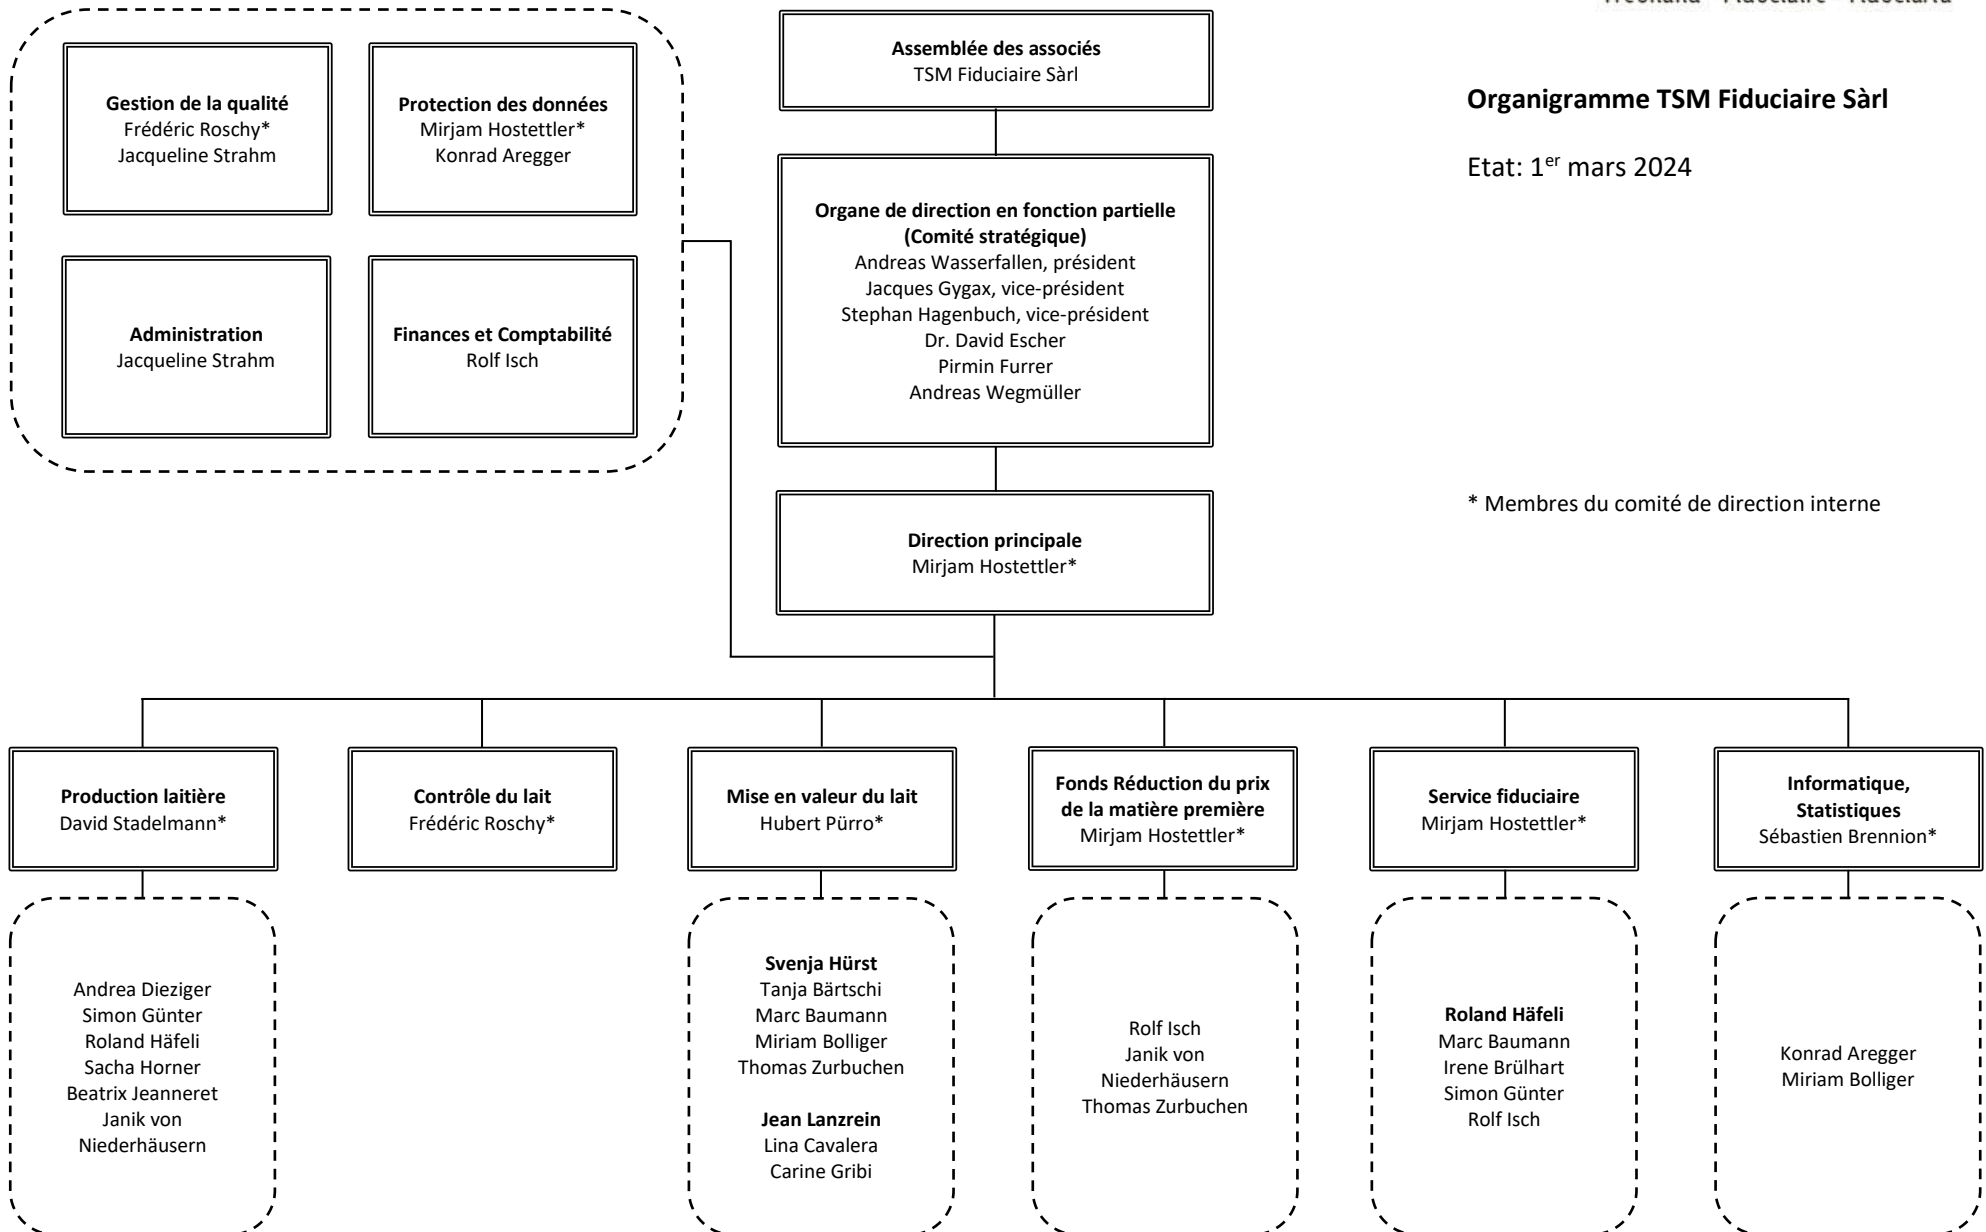 Organigramme TSM Fiduciaire Sàrl
Etat: 1er mars 2024
Gestion de la qualité
Frédéric Roschy*
Jacqueline Strahm
Protection des données
Mirjam Hostettler*
Konrad Aregger
Administration
Jacqueline Strahm
Finances et Comptabilité
Rolf Isch
Assemblée des associés
TSM Fiduciaire Sàrl
Organe de direction en fonction partielle
(Comité stratégique)
Andreas Wasserfallen, président
Jacques Gygax, vice-président
Stephan Hagenbuch, vice-président
Dr. David Escher
Pirmin Furrer
Andreas Wegmüller
Direction principale
Mirjam Hostettler*
* Membres du comité de direction interne
Production laitière
David Stadelmann*
Contrôle du lait
Frédéric Roschy*
Mise en valeur du lait
Hubert Pürro*
Fonds Réduction du prix
de la matière première
Mirjam Hostettler*
Service fiduciaire
Mirjam Hostettler*
Informatique,
Statistiques
Sébastien Brennion*
Andrea Dieziger
Simon Günter
Roland Häfeli
Sacha Horner
Beatrix Jeanneret
Janik von
Niederhäusern
Svenja Hürst
Tanja Bärtschi
Marc Baumann
Miriam Bolliger
Thomas Zurbuchen
Jean Lanzrein
Lina Cavalera
Carine Gribi
Rolf Isch
Janik von
Niederhäusern
Thomas Zurbuchen
Roland Häfeli
Marc Baumann
Irene Brülhart
Simon Günter
Rolf Isch
Konrad Aregger
Miriam Bolliger